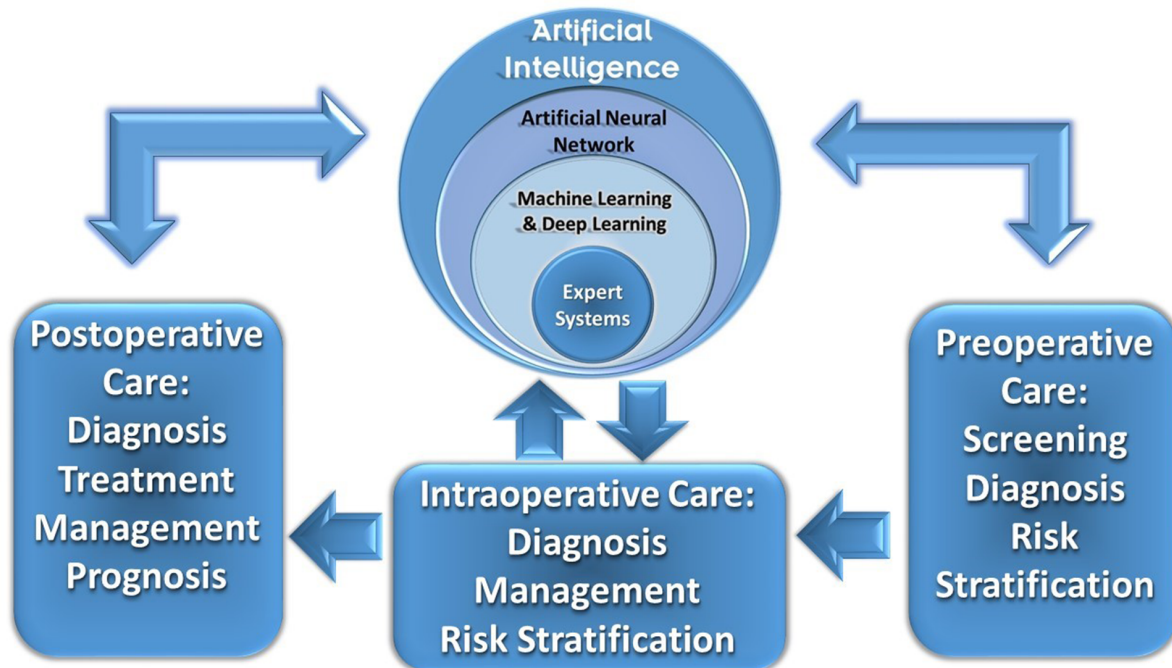 Artificial
Intelligence
Artificial Neural
Network
Machine Learning
& Deep Learning
Expert
Systems
Postoperative
Care:
Diagnosis
Treatment
Management
Prognosis
Intraoperative Care:
Diagnosis
Management
Risk Stratification
Preoperative
Care:
Screening
Diagnosis
Risk
Stratification